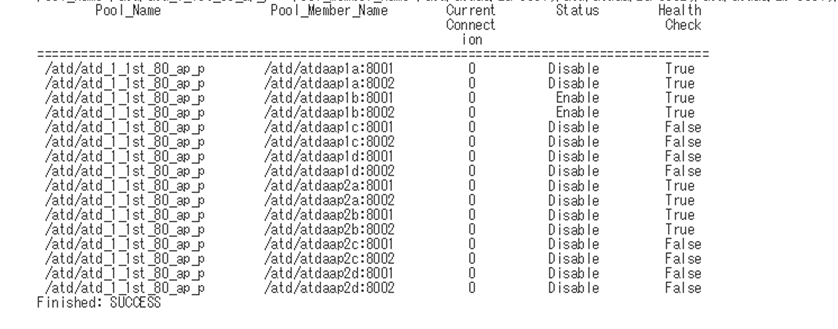 Pool_Name Pool_Member_Name Current Status Health
Connect Check
ion
================================================================================
/atd/atd_1_1st_80_ap_p /atd/atdaap1a:8001 0 Disable True
/atd/atd_1_1st_80_ap_p /atd/atdaap1a:8002 0 Disable True
/atd/atd_1_1st_80_ap_p /atd/atdaap1b:8001 0 Enable True
/atd/atd_1_1st_80_ap_p /atd/atdaap1b:8002 0 Enable True
/atd/atd_1_1st_80_ap_p /atd/atdaap1c:8001 0 Disable False
/atd/atd_1_1st_80_ap_p /atd/atdaap1c:8002 0 Disable False
/atd/atd_1_1st_80_ap_p /atd/atdaap1d:8001 0 Disable False
/atd/atd_1_1st_80_ap_p /atd/atdaap1d:8002 0 Disable False
/atd/atd_1_1st_80_ap_p /atd/atdaap2a:8001 0 Disable True
/atd/atd_1_1st_80_ap_p /atd/atdaap2a:8002 0 Disable True
/atd/atd_1_1st_80_ap_p /atd/atdaap2b:8001 0 Disable True
/atd/atd_1_1st_80_ap_p /atd/atdaap2b:8002 0 Disable True
/atd/atd_1_1st_80_ap_p /atd/atdaap2c:8001 0 Disable False
/atd/atd_1_1st_80_ap_p /atd/atdaap2c:8002 0 Disable False
/atd/atd_1_1st_80_ap_p /atd/atdaap2d:8001 0 Disable False
/atd/atd_1_1st_80_ap_p /atd/atdaap2d:8002 0 Disable False
Finished: SUCCESS